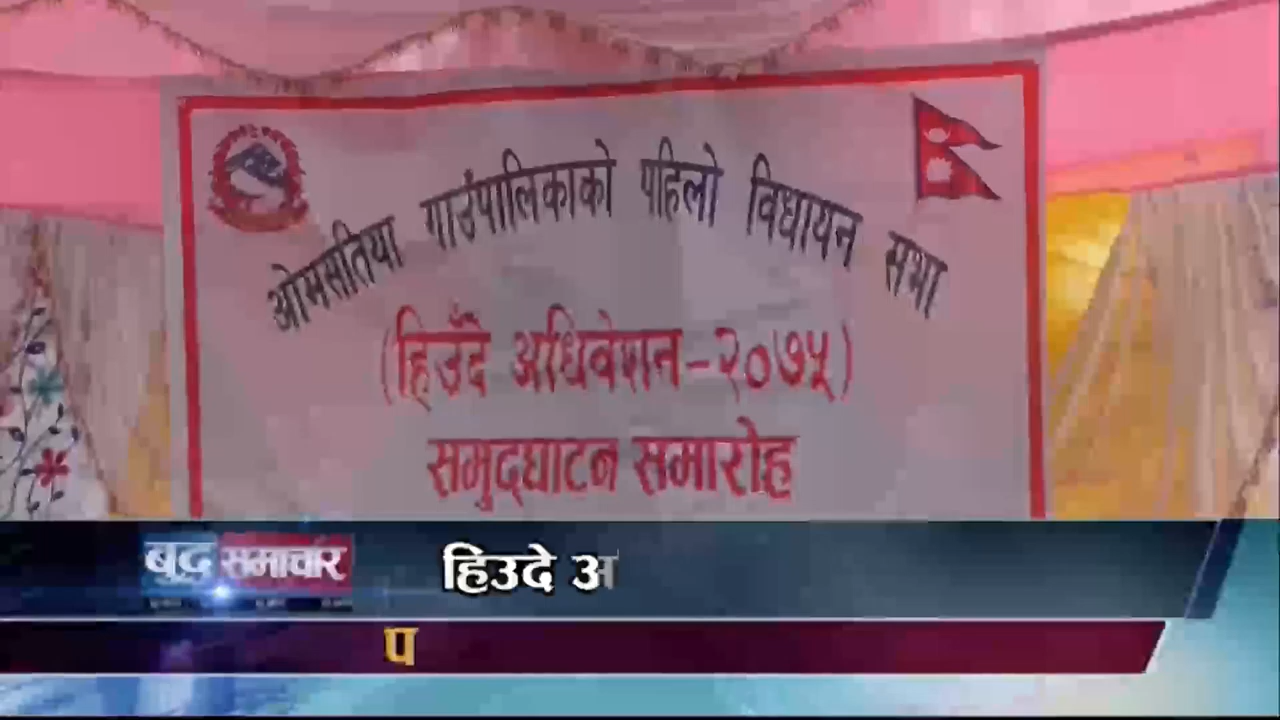 ओमसतिया गाउँपालिकाको पहिलो विधायन सभा
(हिउँदे अधिवेशन-२०७५)
समुद्घाटन समारोह
बुद्ध समाचार
हिउदे अ
प